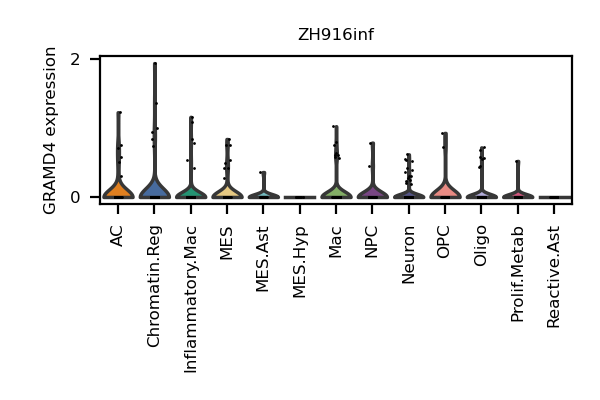 ZH916inf
GRAMD4 expression
2
0
AC
Chromatin.Reg
Inflammatory.Mac
MES
MES.Ast
MES.Hyp
Mac
NPC
Neuron
OPC
Oligo
Prolif.Metab
Reactive.Ast